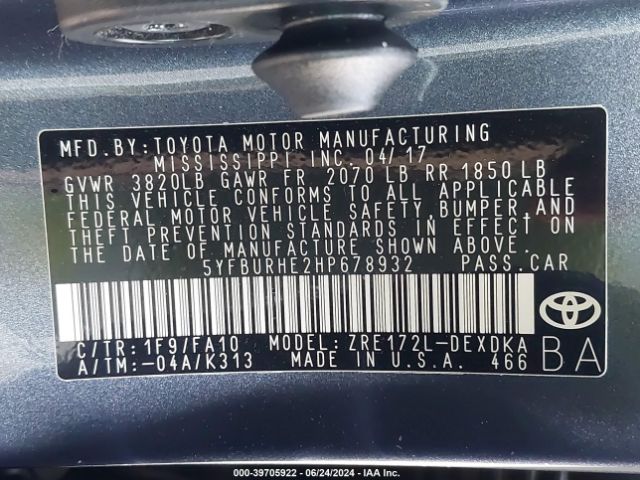 MFD. BY: TOYOTA MOTOR MANUFACTURING
MISSISSIPPI INC. 04/17
GVWR 3820LB GAWR FR 2070 LB RR 1850 LB
THIS VEHICLE CONFORMS TO ALL APPLICABLE
FEDERAL MOTOR VEHICLE SAFETY, BUMPER, AND
THEFT PREVENTION STANDARDS IN EFFECT ON
THE DATE OF MANUFACTURE SHOWN ABOVE.
5YFBURHE2HP678932 PASS. CAR
C/TR: 1F9/FA10 MODEL: ZRE172L-DEXDKA
A/TM: -04A/K313 MADE IN U.S.A. 466
BA
000-39705922 - 06/24/2024 - IAA Inc.